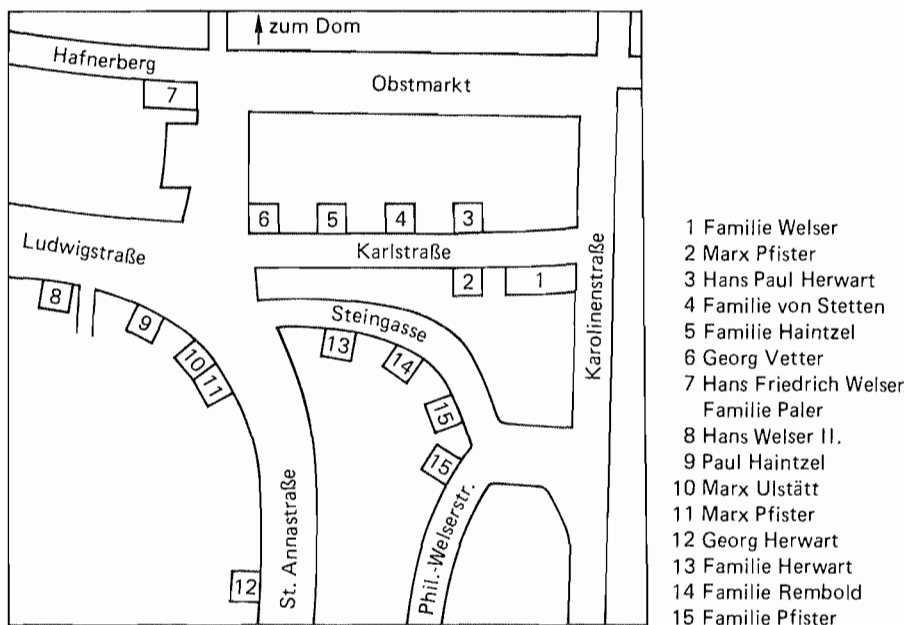 zum Dom
Hafnerberg
Obstmarkt
7
6 5 4 3
Ludwigstraße
Karlstraße
2 1
8
9
10
11
Steingasse
13
14
15
15
12
St. Annastraße
Phil.-Welserstr.
Karolinenstraße
1 Familie Welser
2 Marx Pfister
3 Hans Paul Herwart
4 Familie von Stetten
5 Familie Haintzel
6 Georg Vetter
7 Hans Friedrich Welser
Familie Paler
8 Hans Welser II.
9 Paul Haintzel
10 Marx Ulstätt
11 Marx Pfister
12 Georg Herwart
13 Familie Herwart
14 Familie Rembold
15 Familie Pfister